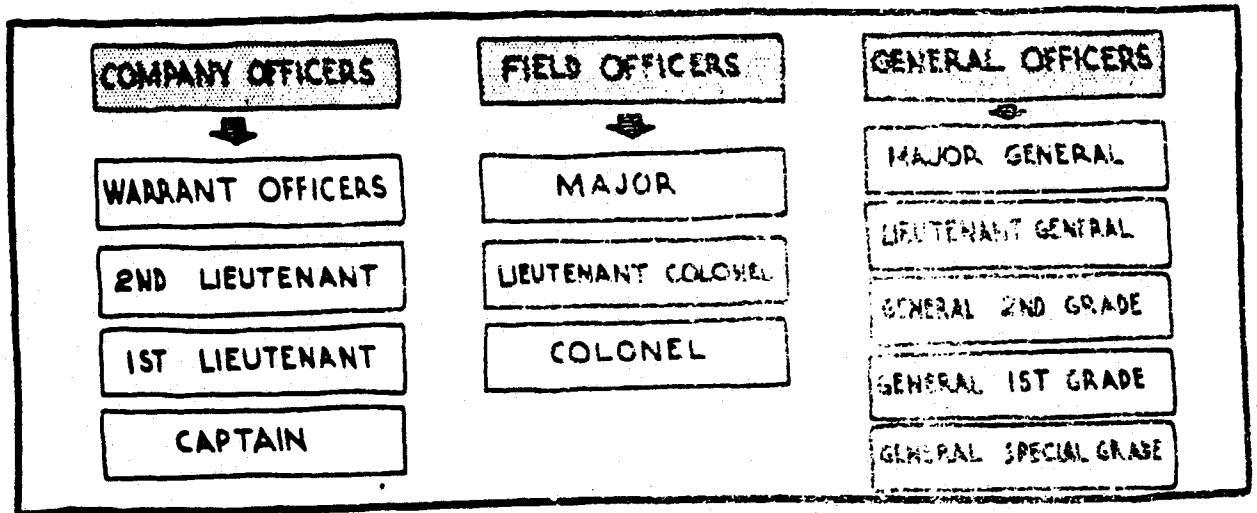 COMPANY OFFICERS
WARRANT OFFICERS
2ND LIEUTENANT
1ST LIEUTENANT
CAPTAIN
FIELD OFFICERS
MAJOR
LIEUTENANT COLONEL
COLONEL
GENERAL OFFICERS
MAJOR GENERAL
LIEUTENANT GENERAL
GENERAL 2ND GRADE
GENERAL 1ST GRADE
GENERAL SPECIAL GRADE